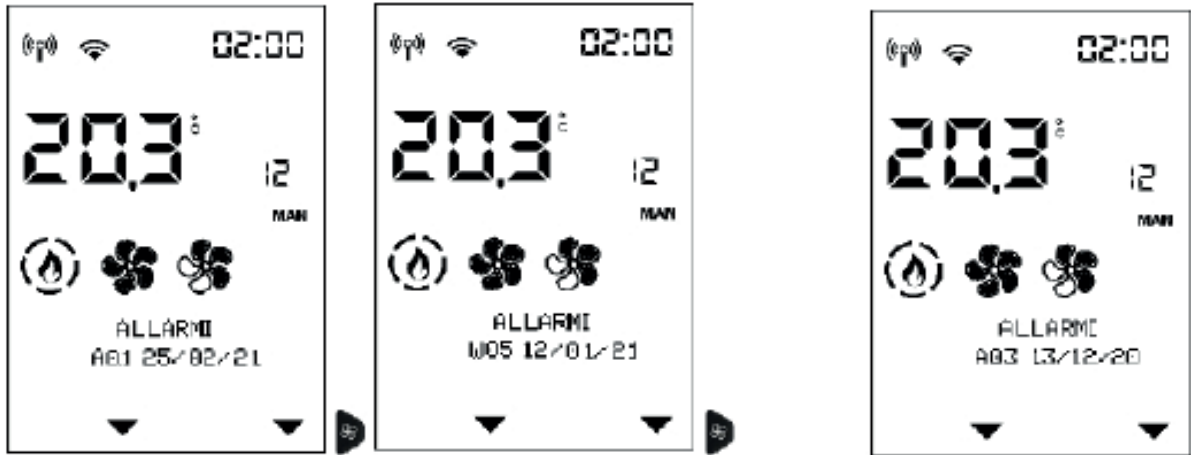 02:00
20,3 °C
12
MAN
ALLARMI
A01 25/02/21
02:00
20,3 °C
12
MAN
ALLARMI
W05 12/01/21
02:00
20,3 °C
12
MAN
ALLARMI
A03 13/12/20